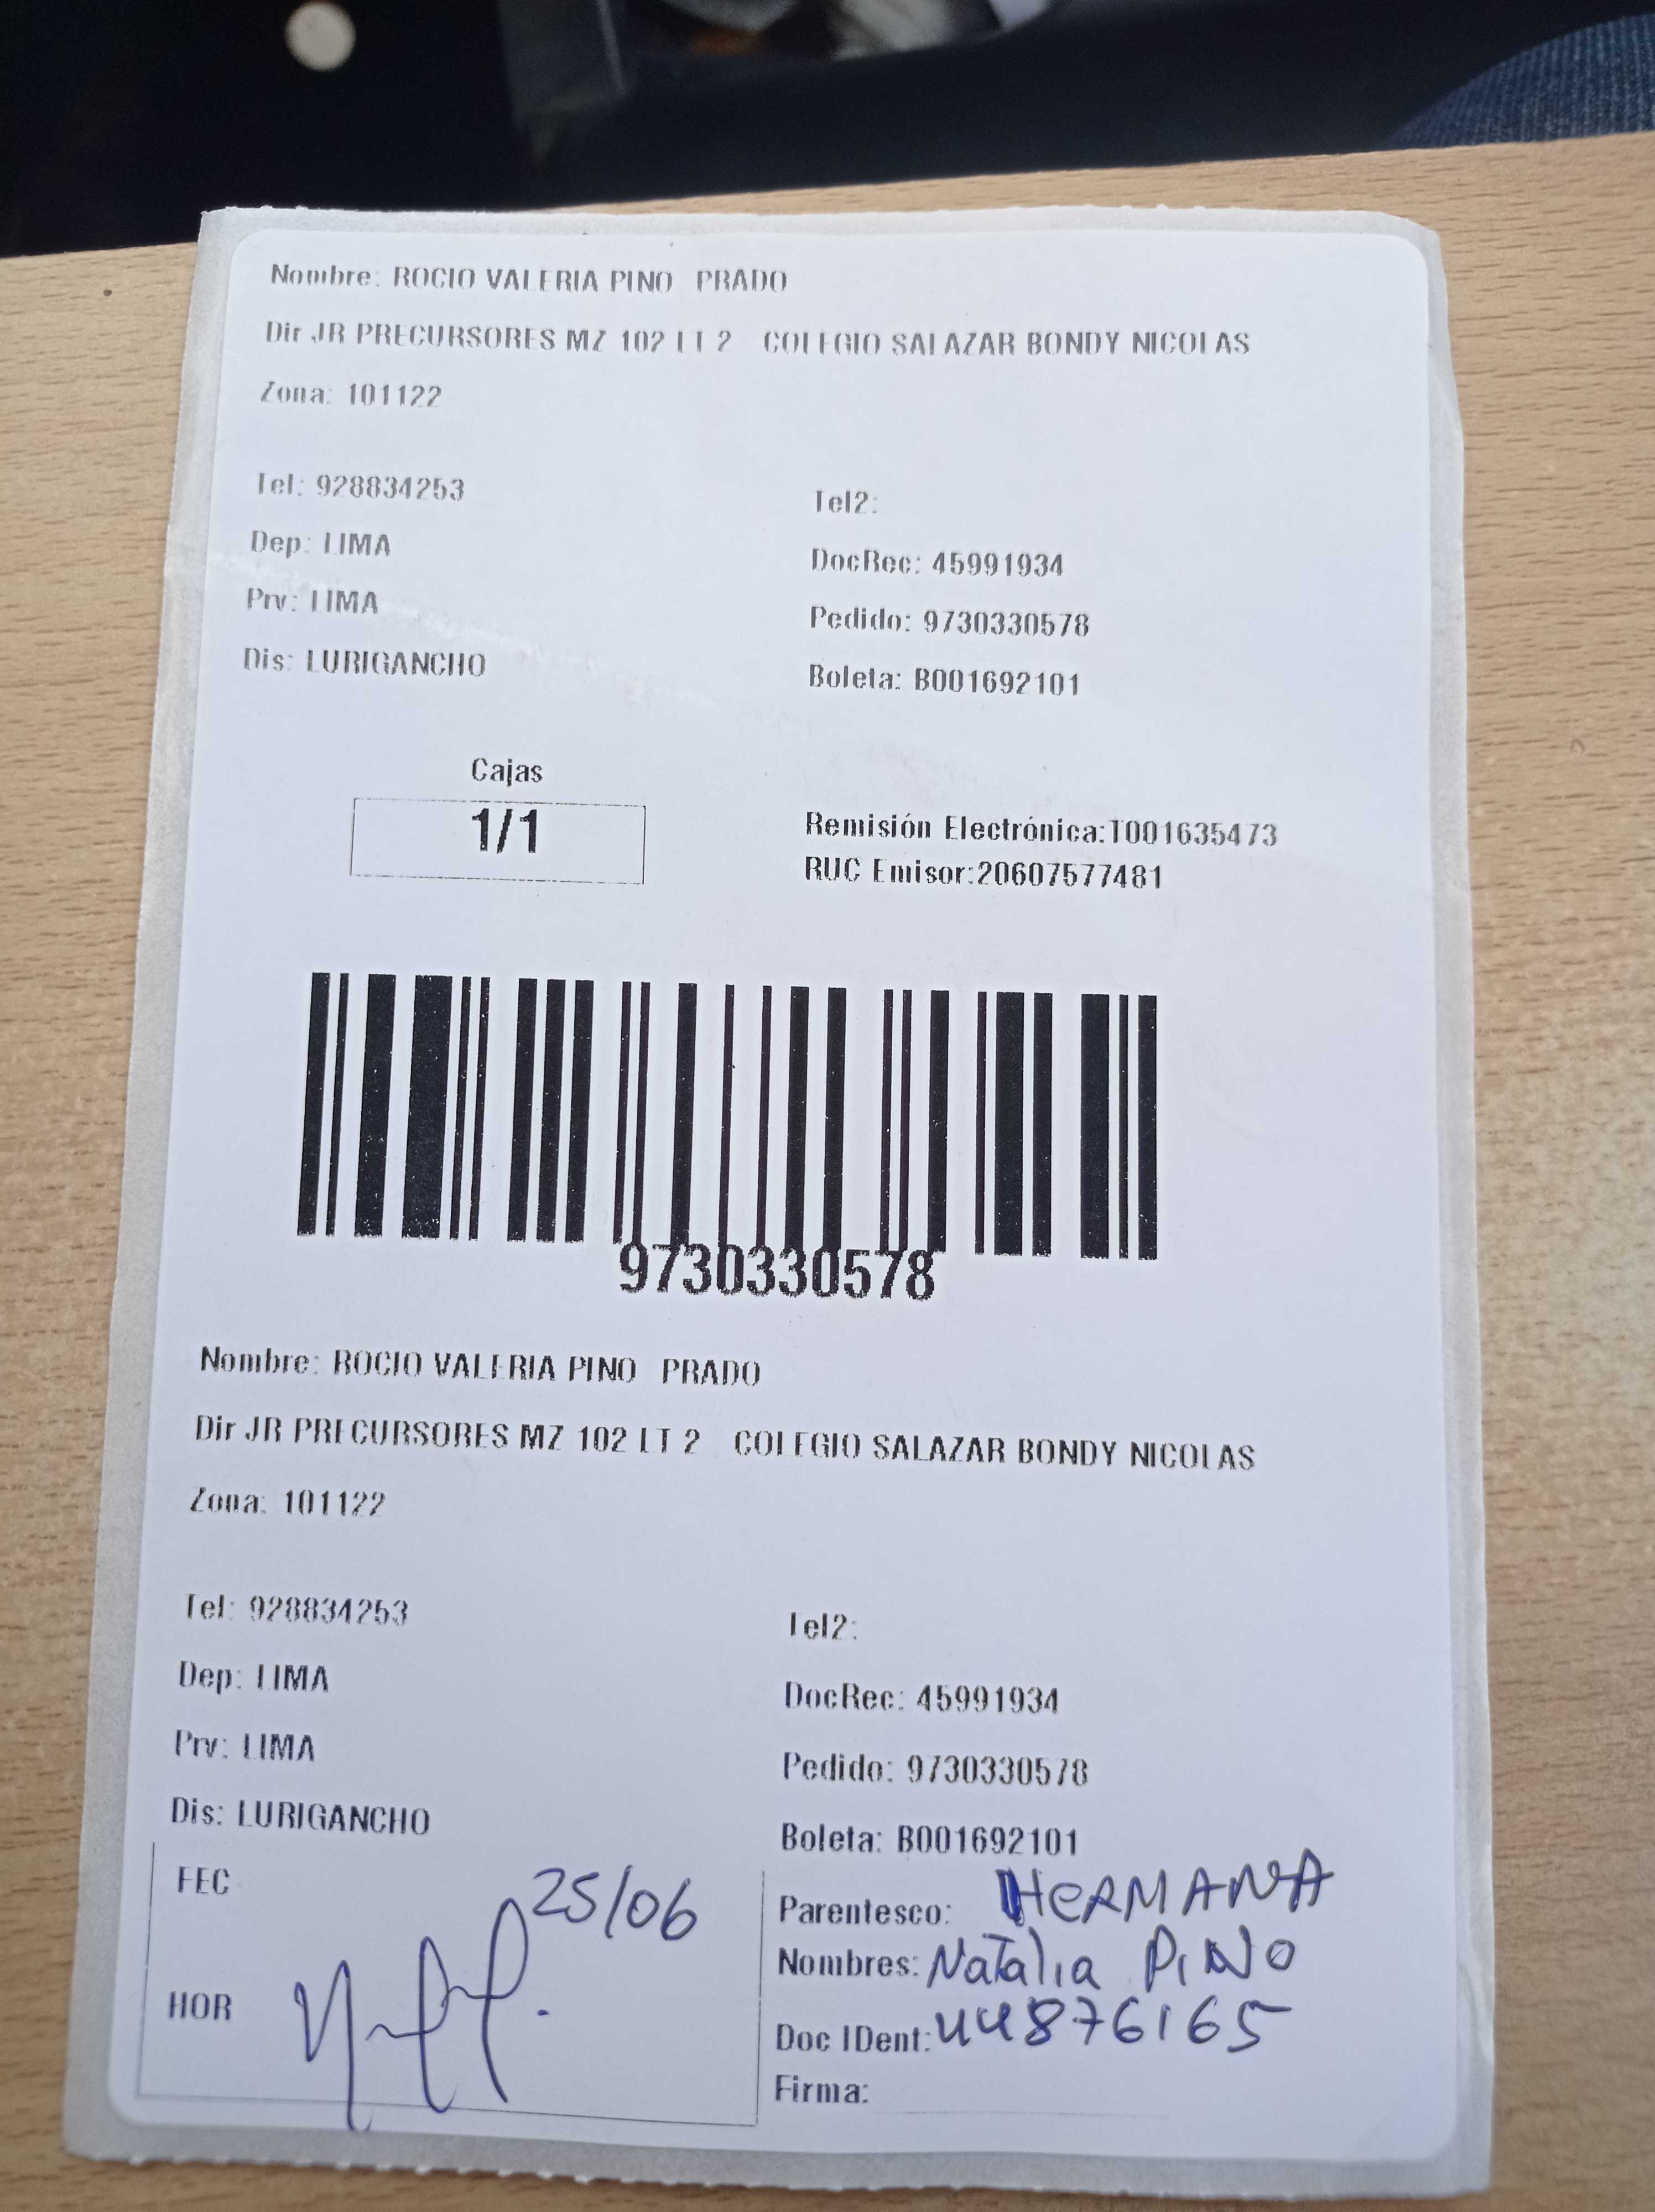 Nombre: ROCIO VALERIA PINO PRADO
Dir JR PRECURSORES MZ 102 LT 2 COLEGIO SALAZAR BONDY NICOLAS
Zona: 101122
Tel: 928834253
Tel2:
Dep: LIMA
DocRec: 45991934
Prv: LIMA
Pedido: 9730330578
Dis: LURIGANCHO
Boleta: B001692101
Cajas
1/1
Remisión Electrónica:T001635473
RUC Emisor:20607577481
9730330578
Nombre: ROCIO VALERIA PINO PRADO
Dir JR PRECURSORES MZ 102 LT 2 COLEGIO SALAZAR BONDY NICOLAS
Zona: 101122
Tel: 928834253
Tel2:
Dep: LIMA
DocRec: 45991934
Prv: LIMA
Pedido: 9730330578
Dis: LURIGANCHO
Boleta: B001692101
FEC 25/06
Parentesco: HERMANA
Nombres: Natalia PINO
HOR
Doc IDent: 44876165
Firma: